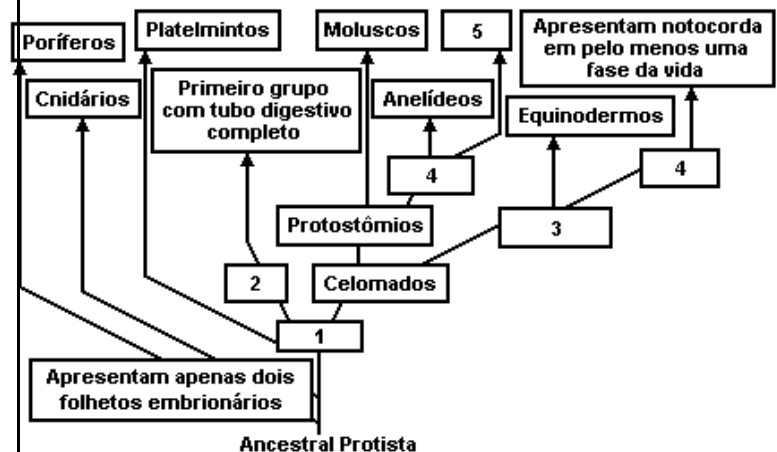 Poríferos
Platelmintos
Moluscos
5
Apresentam notocorda
em pelo menos uma
fase da vida
Cnidários
Primeiro grupo
com tubo digestivo
completo
Anelídeos
Equinodermos
4
4
Protostômios
3
2
Celomados
1
Apresentam apenas dois
folhetos embrionários
Ancestral Protista